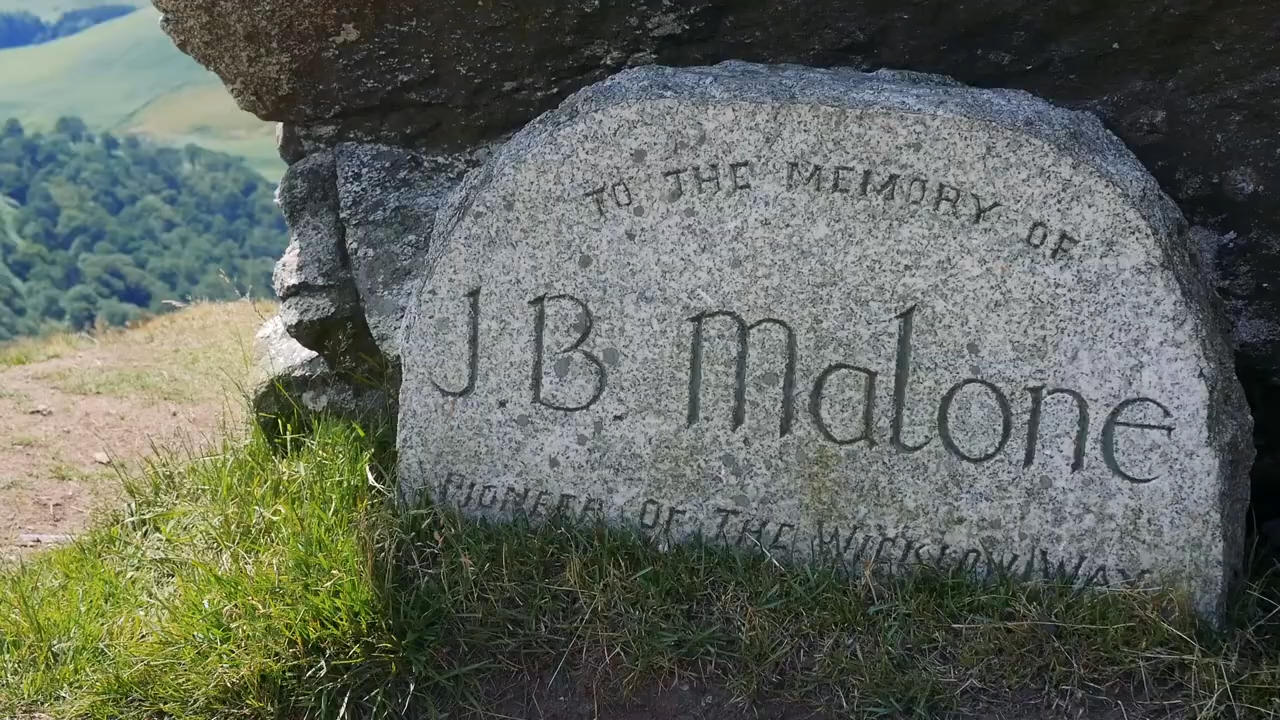 TO THE MEMORY OF
J.B. Malone
PIONEER OF THE WICKLOW WAY